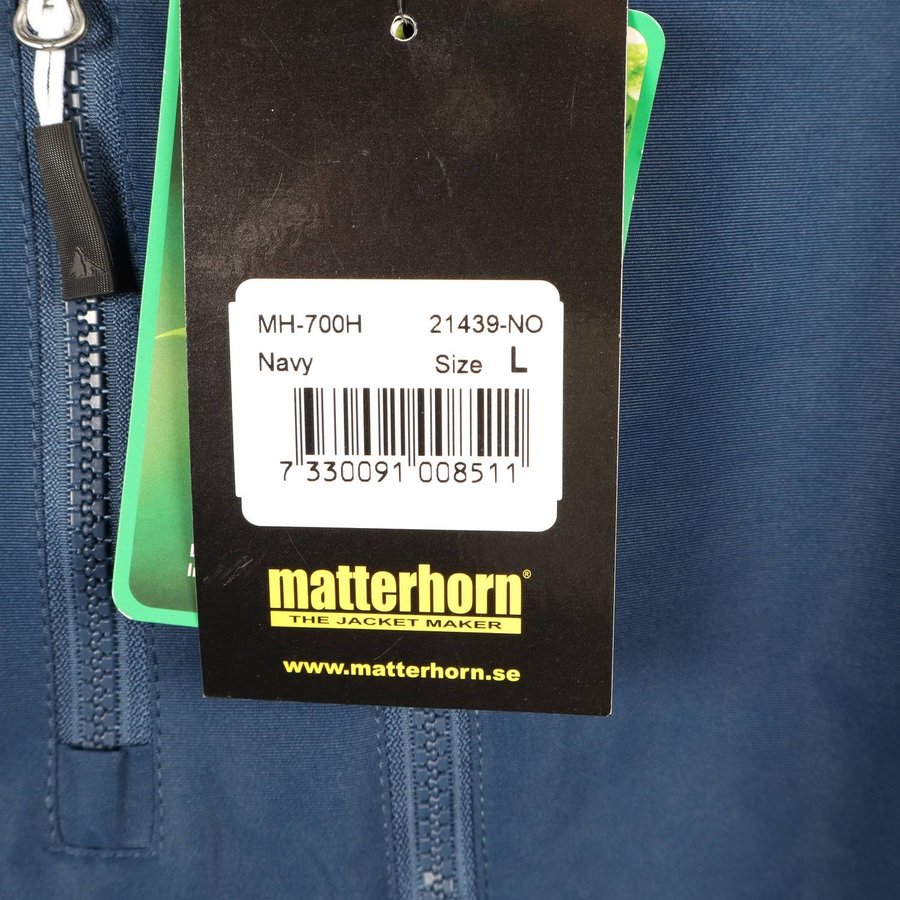 MH-700H 21439-NO
Navy Size L
7 330091 008511
matterhorn®
THE JACKET MAKER
www.matterhorn.se